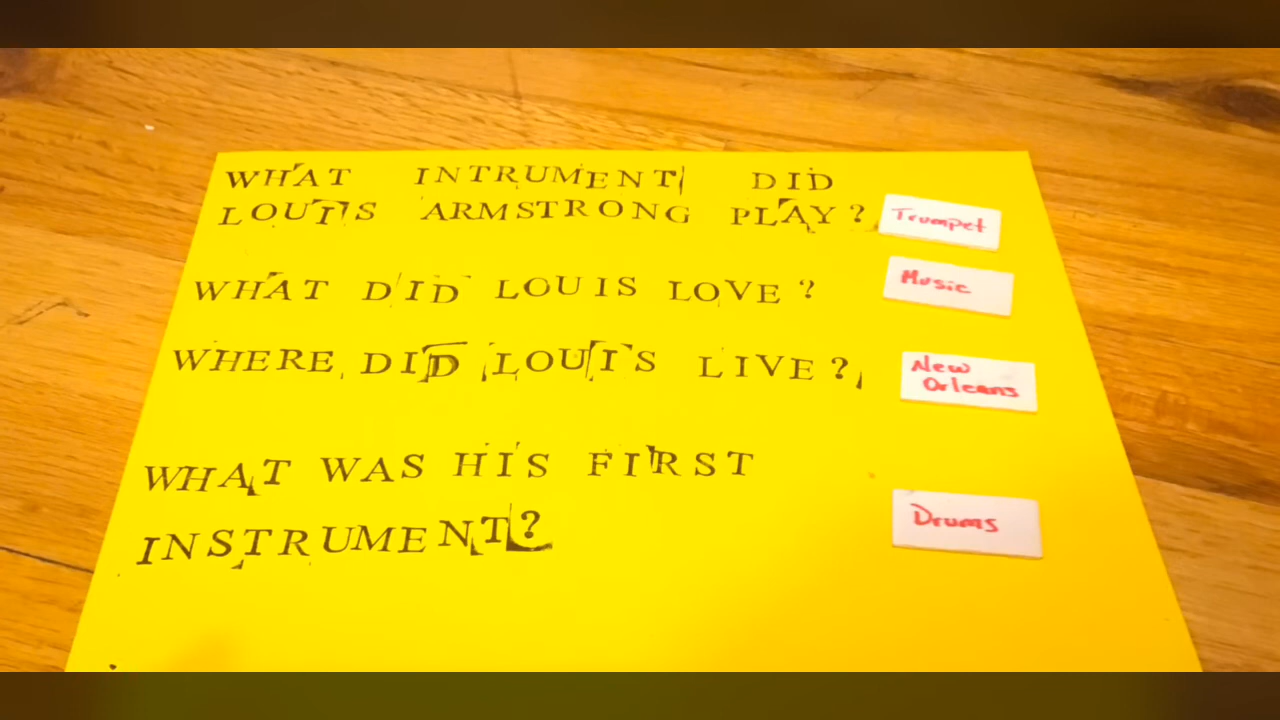 WHAT INTRUMENT DID
LOUIS ARMSTRONG PLAY? Trumpet
WHAT DID LOUIS LOVE? Music
WHERE DID LOUIS LIVE? New
Orleans
WHAT WAS HIS FIRST
INSTRUMENT? Drums